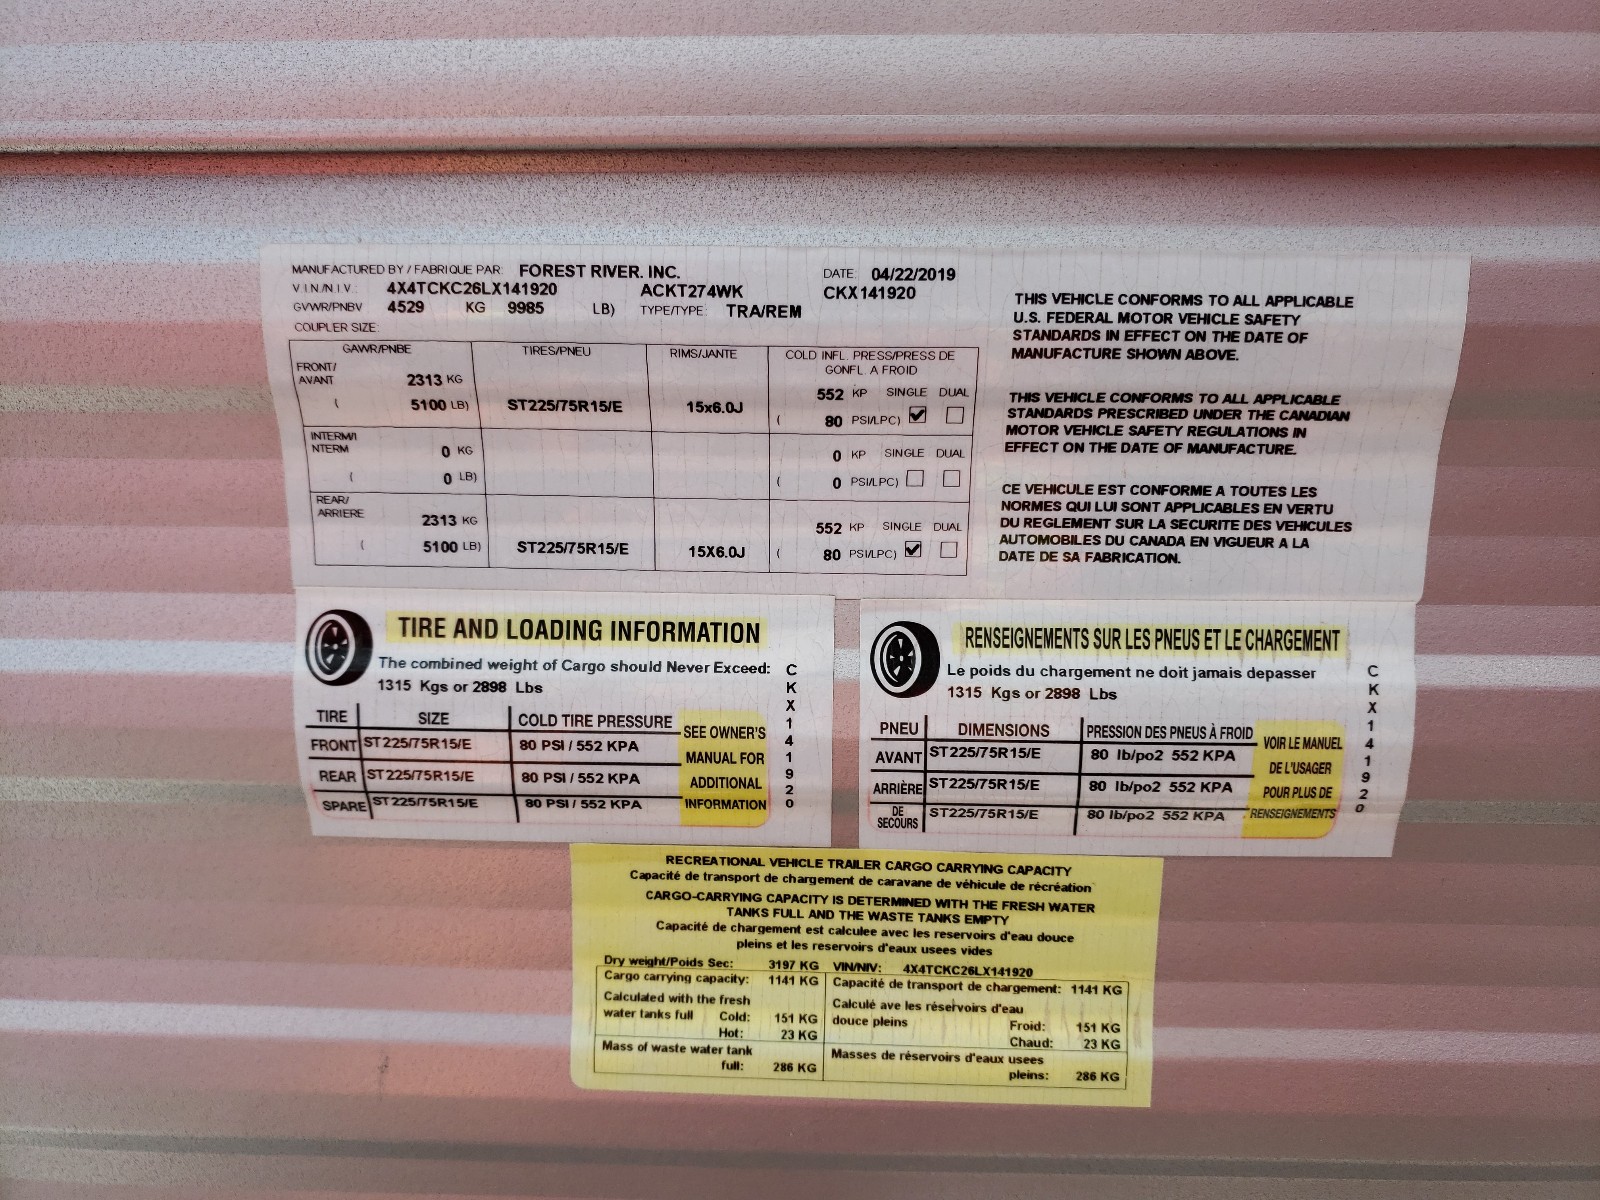 MANUFACTURED BY / FABRIQUE PAR: FOREST RIVER. INC. DATE: 04/22/2019
VIN/NIV: 4X4TCKC26LX141920 ACKT274WK CKX141920
GVWR/PNBV 4529 KG 9985 LB) TYPE/TYPE: TRA/REM
COUPLER SIZE:
GAWR/PNBE TIRES/PNEU RIMS/JANTE COLD INFL. PRESS/PRESS DE
GONFL. A FROID
FRONT/
AVANT 2313 KG 552 KP SINGLE DUAL
( 5100 LB) ST225/75R15/E 15x6.0J ( 80 PSI/LPC)
INTERM/I
NTERM 0 KG 0 KP SINGLE DUAL
( 0 LB) ( 0 PSI/LPC)
REAR/
ARRIERE 2313 KG 552 KP SINGLE DUAL
( 5100 LB) ST225/75R15/E 15X6.0J ( 80 PSI/LPC)
THIS VEHICLE CONFORMS TO ALL APPLICABLE
U.S. FEDERAL MOTOR VEHICLE SAFETY
STANDARDS IN EFFECT ON THE DATE OF
MANUFACTURE SHOWN ABOVE.
THIS VEHICLE CONFORMS TO ALL APPLICABLE
STANDARDS PRESCRIBED UNDER THE CANADIAN
MOTOR VEHICLE SAFETY REGULATIONS IN
EFFECT ON THE DATE OF MANUFACTURE.
CE VEHICULE EST CONFORME A TOUTES LES
NORMES QUI LUI SONT APPLICABLES EN VERTU
DU REGLEMENT SUR LA SECURITE DES VEHICULES
AUTOMOBILES DU CANADA EN VIGUEUR A LA
DATE DE SA FABRICATION.
TIRE AND LOADING INFORMATION
The combined weight of Cargo should Never Exceed:
1315 Kgs or 2898 Lbs
TIRE SIZE COLD TIRE PRESSURE
FRONT ST225/75R15/E 80 PSI / 552 KPA
REAR ST225/75R15/E 80 PSI / 552 KPA
SPARE ST225/75R15/E 80 PSI / 552 KPA
SEE OWNER'S
MANUAL FOR
ADDITIONAL
INFORMATION
CKX141920
RENSEIGNEMENTS SUR LES PNEUS ET LE CHARGEMENT
Le poids du chargement ne doit jamais depasser
1315 Kgs or 2898 Lbs
PNEU DIMENSIONS PRESSION DES PNEUS À FROID
AVANT ST225/75R15/E 80 lb/po2 552 KPA
ARRIÈRE ST225/75R15/E 80 lb/po2 552 KPA
DE
SECOURS ST225/75R15/E 80 lb/po2 552 KPA
VOIR LE MANUEL
DE L'USAGER
POUR PLUS DE
RENSEIGNEMENTS
CKX141920
RECREATIONAL VEHICLE TRAILER CARGO CARRYING CAPACITY
Capacité de transport de chargement de caravane de véhicule de récréation
CARGO-CARRYING CAPACITY IS DETERMINED WITH THE FRESH WATER
TANKS FULL AND THE WASTE TANKS EMPTY
Capacité de chargement est calculee avec les reservoirs d'eau douce
pleins et les reservoirs d'eaux usees vides
Dry weight/Poids Sec: 3197 KG VIN/NIV: 4X4TCKC26LX141920
Cargo carrying capacity: 1141 KG
Calculated with the fresh
water tanks full Cold: 151 KG
Hot: 23 KG
Mass of waste water tank
full: 286 KG
Capacité de transport de chargement: 1141 KG
Calculé ave les réservoirs d'eau
douce pleins Froid: 151 KG
Chaud: 23 KG
Masses de réservoirs d'eaux usees
pleins: 286 KG